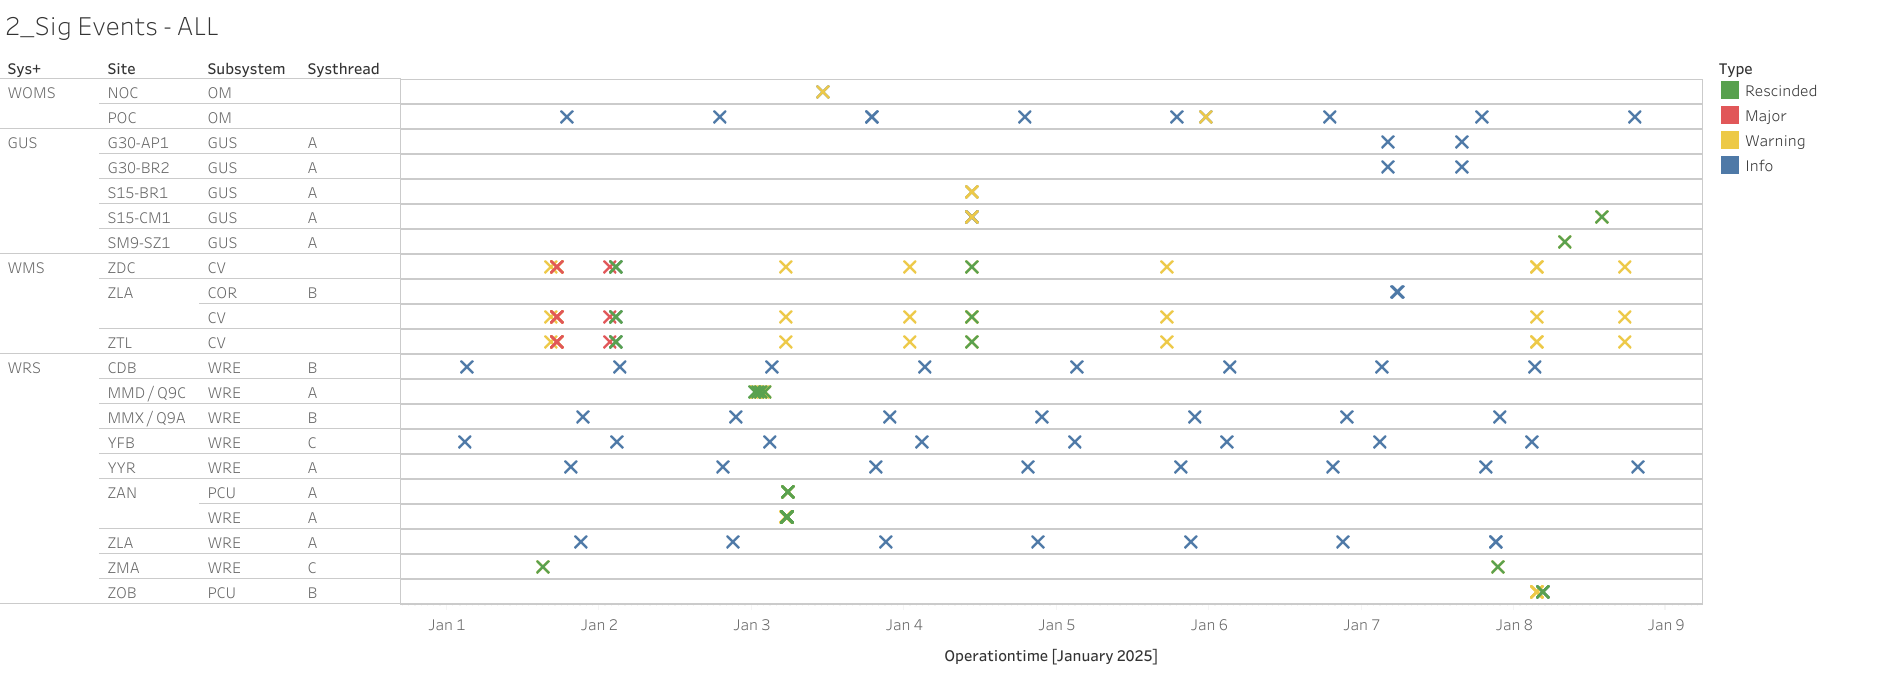 2_Sig Events - ALL
Sys+ Site Subsystem Systhread
WOMS NOC OM
POC OM
GUS G30-AP1 GUS A
G30-BR2 GUS A
S15-BR1 GUS A
S15-CM1 GUS A
SM9-SZ1 GUS A
WMS ZDC CV
ZLA COR B
CV
ZTL CV
WRS CDB WRE B
MMD / Q9C WRE A
MMX / Q9A WRE B
YFB WRE C
YYR WRE A
ZAN PCU A
WRE A
ZLA WRE A
ZMA WRE C
ZOB PCU B
Jan 1 Jan 2 Jan 3 Jan 4 Jan 5 Jan 6 Jan 7 Jan 8 Jan 9
Operationtime [January 2025]
Type
Rescinded
Major
Warning
Info